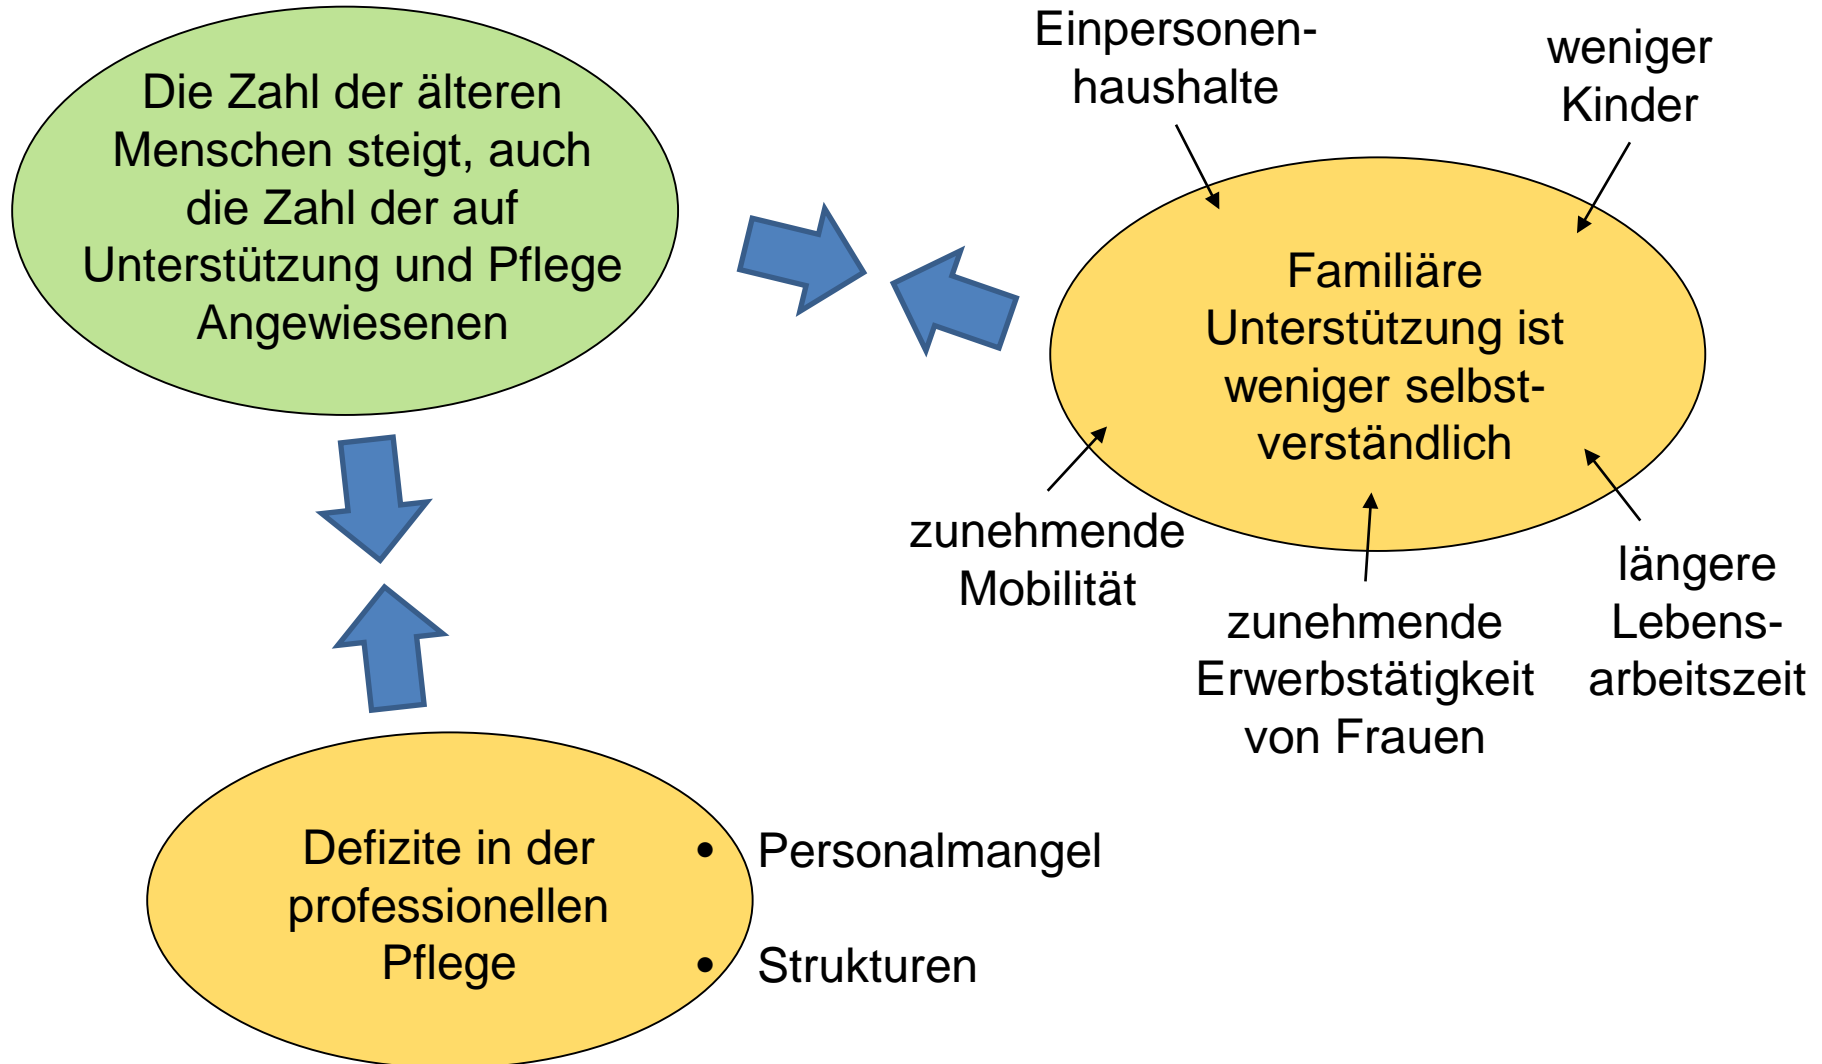 Die Zahl der älteren
Menschen steigt, auch
die Zahl der auf
Unterstützung und Pflege
Angewiesenen
Einpersonen-
haushalte
weniger
Kinder
Familiäre
Unterstützung ist
weniger selbst-
verständlich
zunehmende
Mobilität
zunehmende
Erwerbstätigkeit
von Frauen
längere
Lebens-
arbeitszeit
Defizite in der
professionellen
Pflege
• Personalmangel
• Strukturen